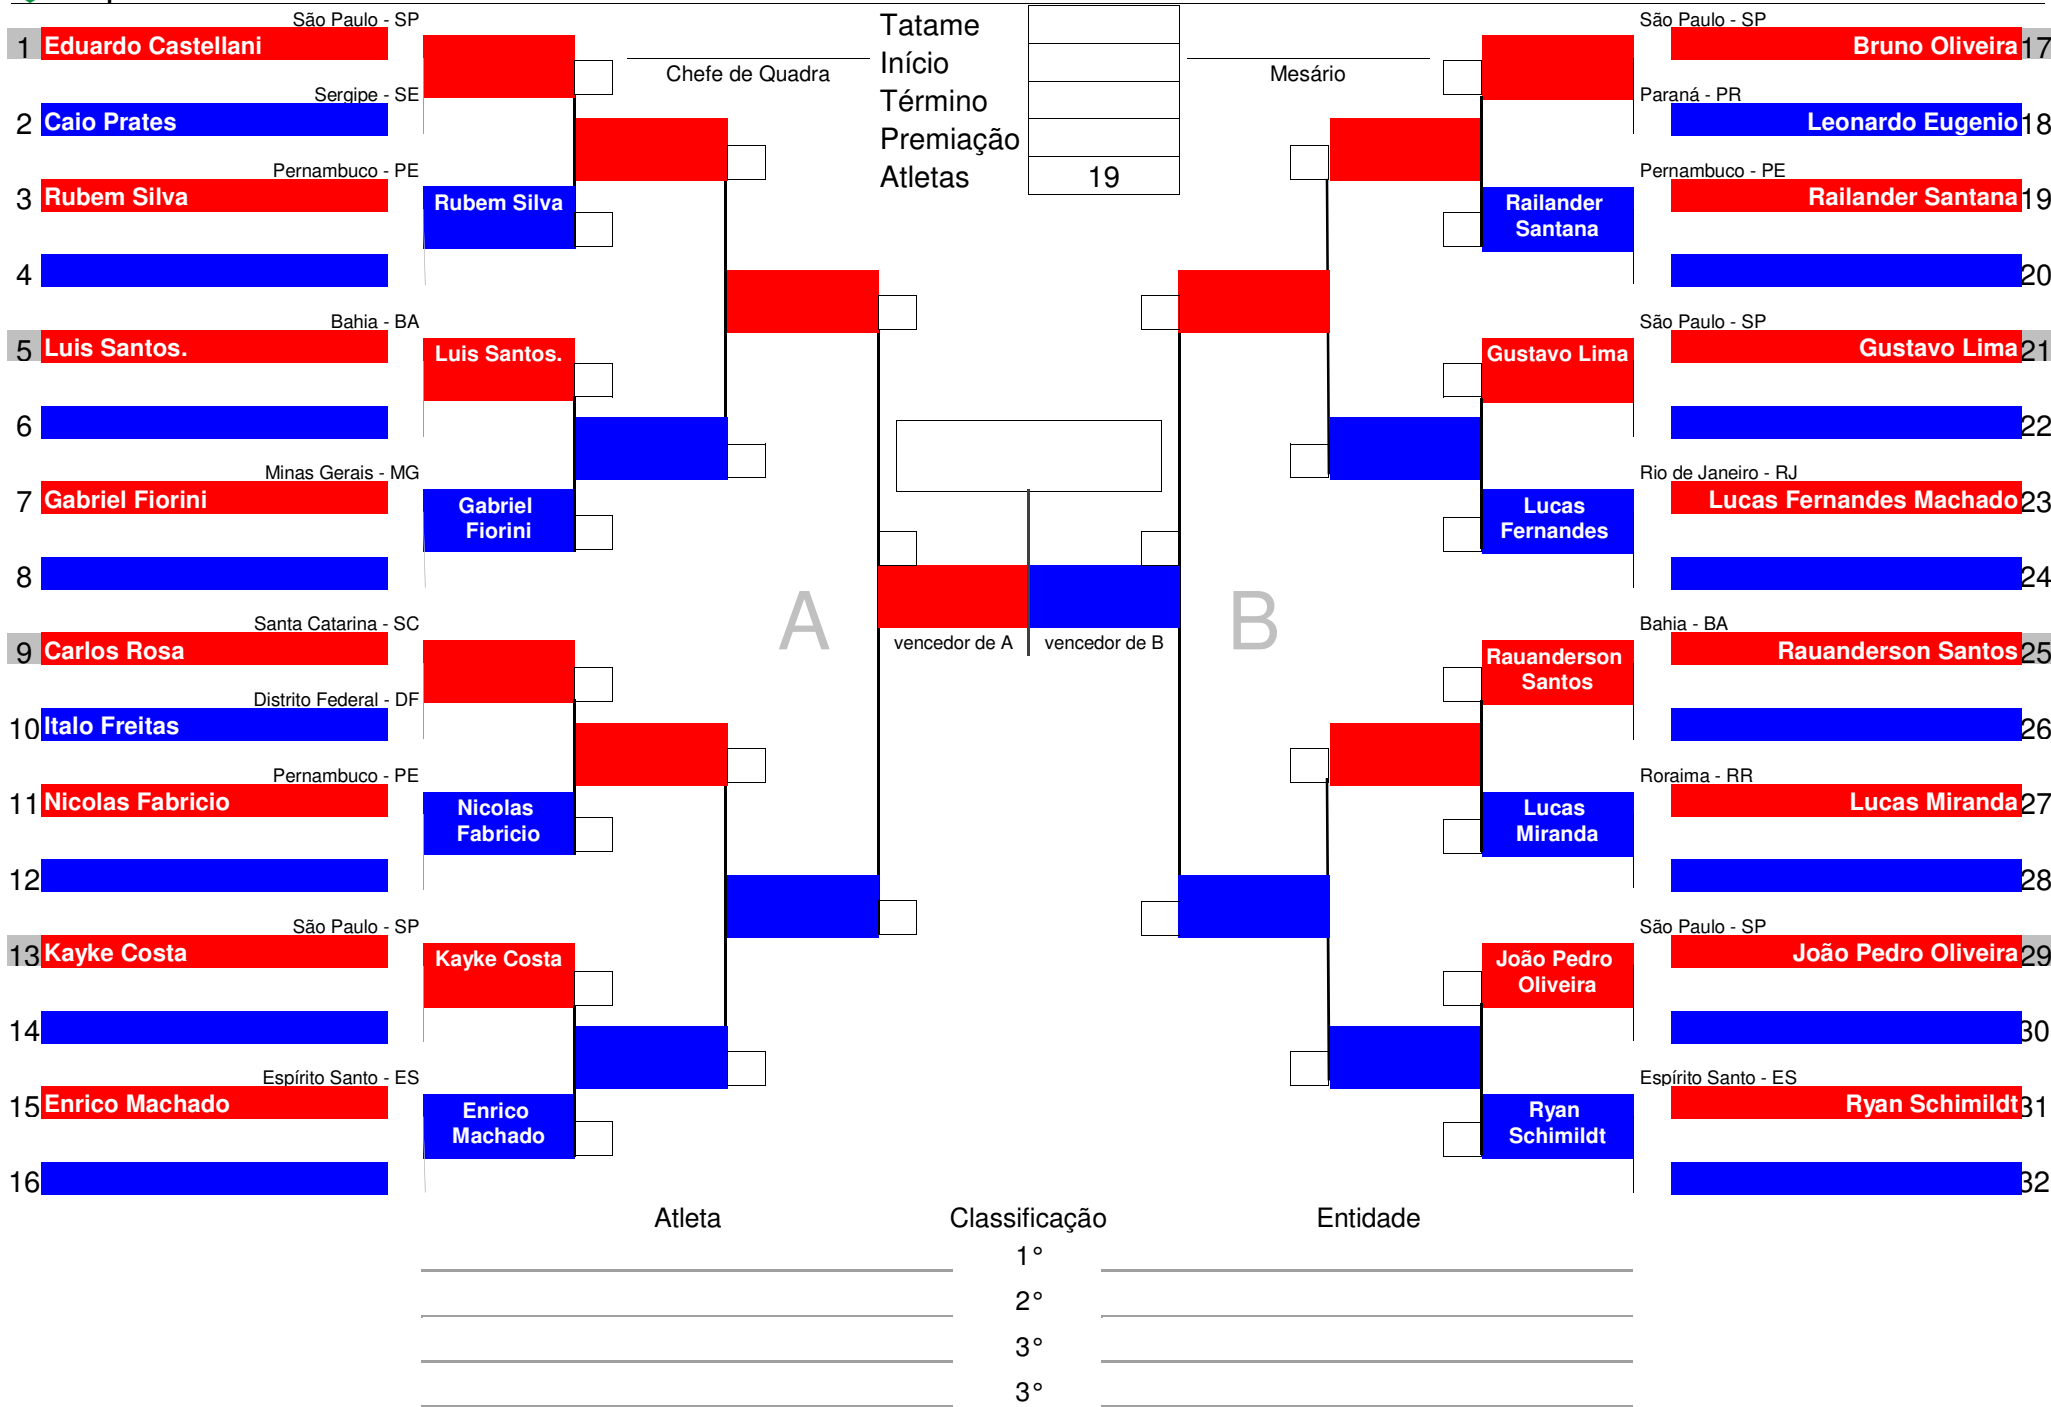 Tatame
Início
Término
Premiação
Atletas 19
Chefe de Quadra
Mesário
São Paulo - SP
1 Eduardo Castellani
Sergipe - SE
2 Caio Prates
Pernambuco - PE
3 Rubem Silva
Rubem Silva
4
Bahia - BA
5 Luis Santos.
Luis Santos.
6
Minas Gerais - MG
7 Gabriel Fiorini
Gabriel
Fiorini
8
Santa Catarina - SC
9 Carlos Rosa
Distrito Federal - DF
10 Italo Freitas
Pernambuco - PE
11 Nicolas Fabricio
Nicolas
Fabricio
12
São Paulo - SP
13 Kayke Costa
Kayke Costa
14
Espírito Santo - ES
15 Enrico Machado
Enrico
Machado
16
A
vencedor de A
vencedor de B
B
São Paulo - SP
Bruno Oliveira 17
Paraná - PR
Leonardo Eugenio 18
Pernambuco - PE
Railander Santana 19
Railander
Santana
20
São Paulo - SP
Gustavo Lima 21
Gustavo Lima
22
Rio de Janeiro - RJ
Lucas Fernandes Machado 23
Lucas
Fernandes
24
Bahia - BA
Rauanderson Santos 25
Rauanderson
Santos
26
Roraima - RR
Lucas Miranda 27
Lucas
Miranda
28
São Paulo - SP
João Pedro Oliveira 29
João Pedro
Oliveira
30
Espírito Santo - ES
Ryan Schimildt 31
Ryan
Schimildt
32
Atleta Classificação Entidade
1°
2°
3°
3°